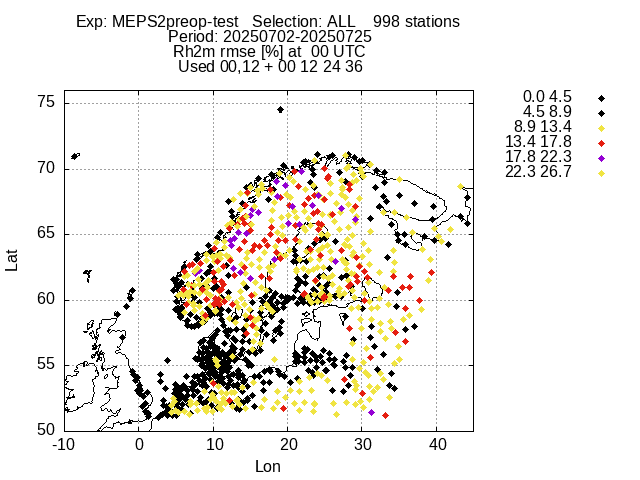 Exp: MEPS2preop-test   Selection: ALL    998 stations
Period: 20250702-20250725
Rh2m rmse [%] at  00 UTC
Used 00,12 + 00 12 24 36
0.0 4.5
4.5 8.9
8.9 13.4
13.4 17.8
17.8 22.3
22.3 26.7
75
70
65
60
55
50
Lat
-10 0 10 20 30 40
Lon